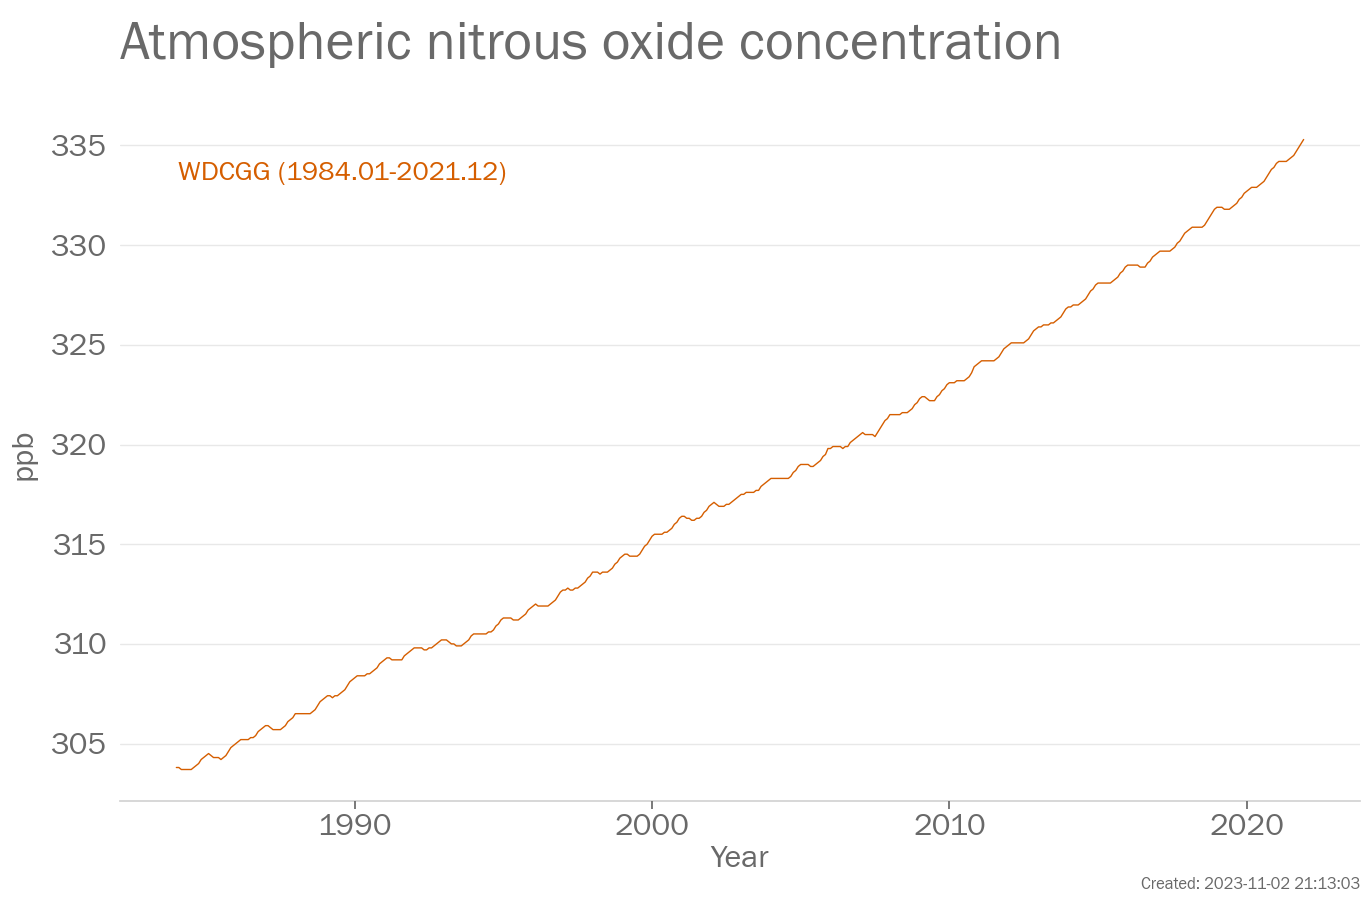 Atmospheric nitrous oxide concentration
335
WDCGG (1984.01-2021.12)
330
325
320
ppb
315
310
305
1990 2000 2010 2020
Year
Created: 2023-11-02 21:13:03